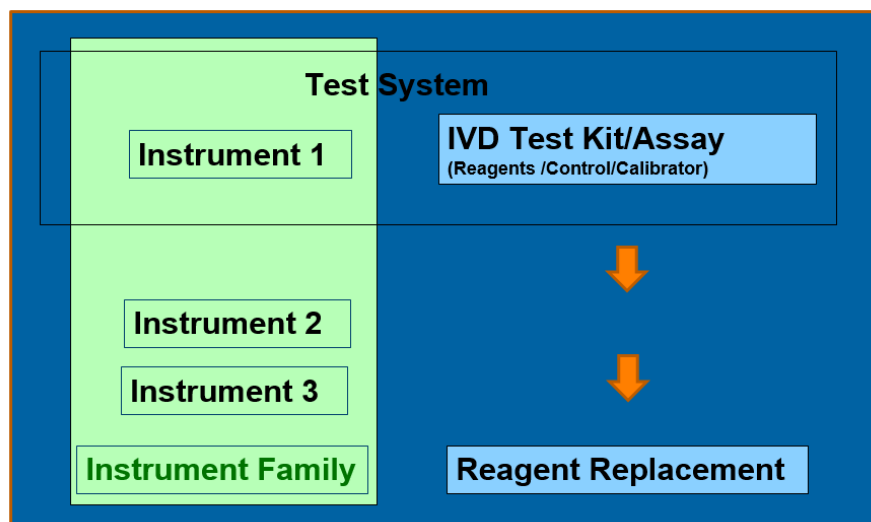 Test System
Instrument 1
IVD Test Kit/Assay
(Reagents /Control/Calibrator)
Instrument 2
Instrument 3
Instrument Family
Reagent Replacement